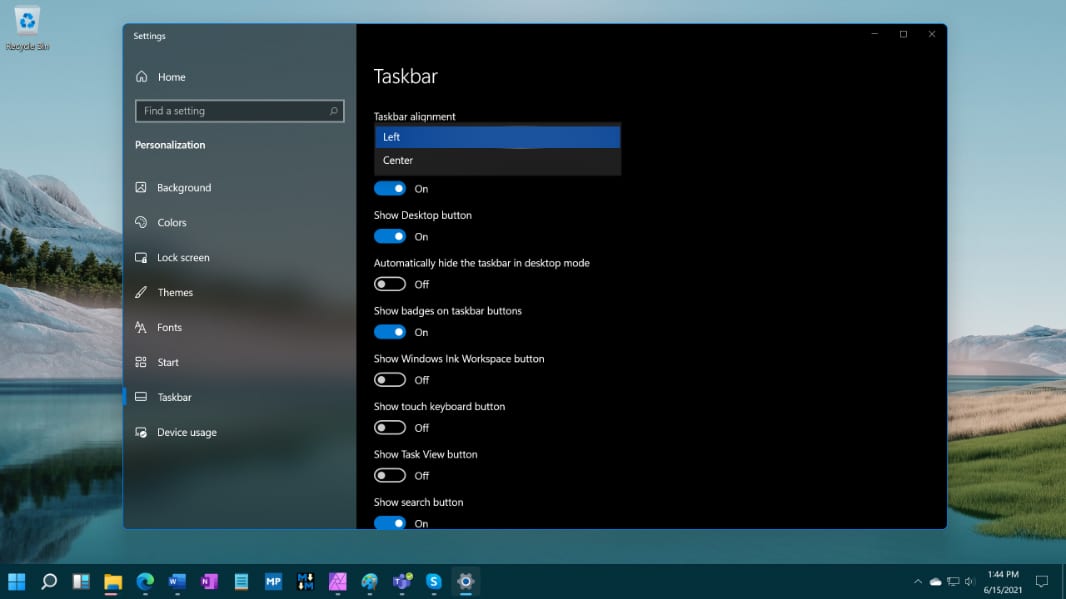 Recycle Bin
Settings
Home
Find a setting
Personalization
Background
Colors
Lock screen
Themes
Fonts
Start
Taskbar
Device usage
Taskbar
Taskbar alignment
Left
Center
On
Show Desktop button
On
Automatically hide the taskbar in desktop mode
Off
Show badges on taskbar buttons
On
Show Windows Ink Workspace button
Off
Show touch keyboard button
Off
Show Task View button
Off
Show search button
On
MP
1:44 PM
6/15/2021